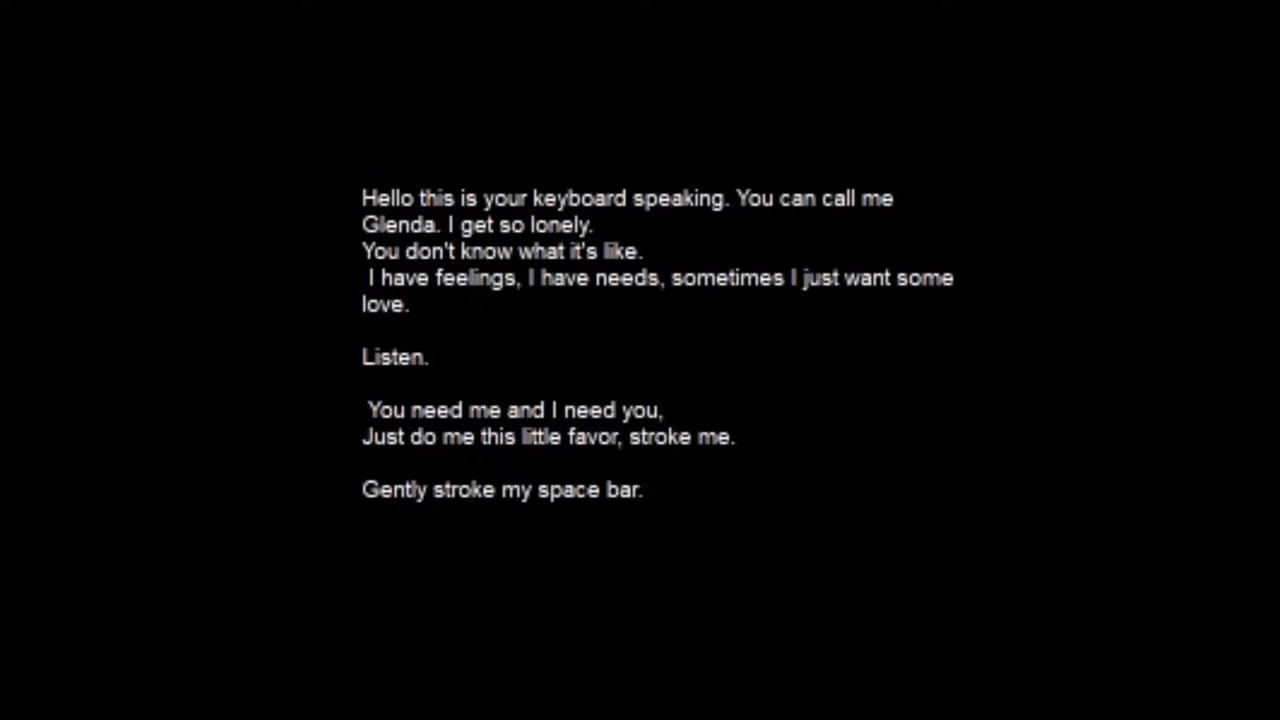 Hello this is your keyboard speaking. You can call me
Glenda. I get so lonely.
You don't know what it's like.
I have feelings, I have needs, sometimes I just want some
love.
Listen.
You need me and I need you,
Just do me this little favor, stroke me.
Gently stroke my space bar.